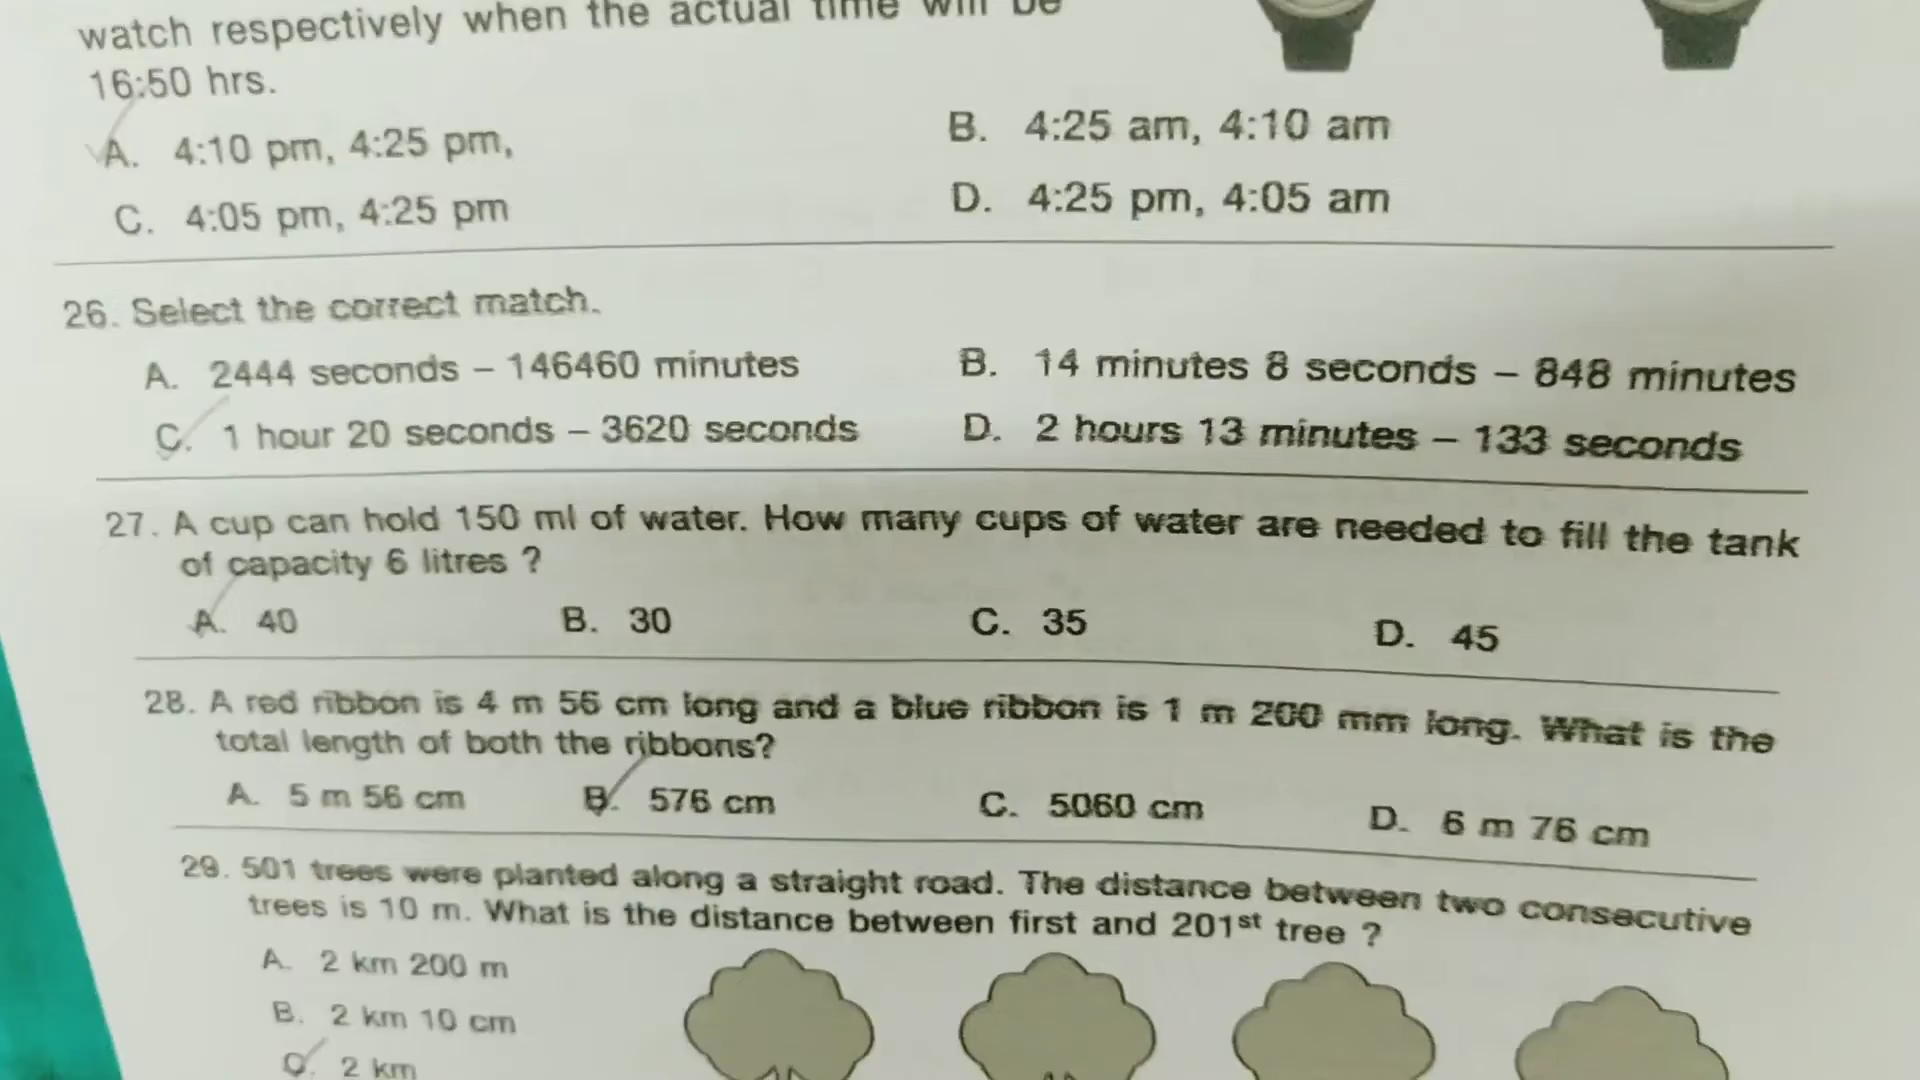 watch respectively when the actual time will be
16:50 hrs.
A. 4:10 pm, 4:25 pm,
B. 4:25 am, 4:10 am
C. 4:05 pm, 4:25 pm
D. 4:25 pm, 4:05 am
26. Select the correct match.
A. 2444 seconds – 146460 minutes
B. 14 minutes 8 seconds – 848 minutes
C. 1 hour 20 seconds – 3620 seconds
D. 2 hours 13 minutes – 133 seconds
27. A cup can hold 150 ml of water. How many cups of water are needed to fill the tank
of capacity 6 litres ?
A. 40
B. 30
C. 35
D. 45
28. A red ribbon is 4 m 56 cm long and a blue ribbon is 1 m 200 mm long. What is the
total length of both the ribbons?
A. 5 m 56 cm
B. 576 cm
C. 5060 cm
D. 6 m 76 cm
29. 501 trees were planted along a straight road. The distance between two consecutive
trees is 10 m. What is the distance between first and 201st tree ?
A. 2 km 200 m
B. 2 km 10 cm
C. 2 km